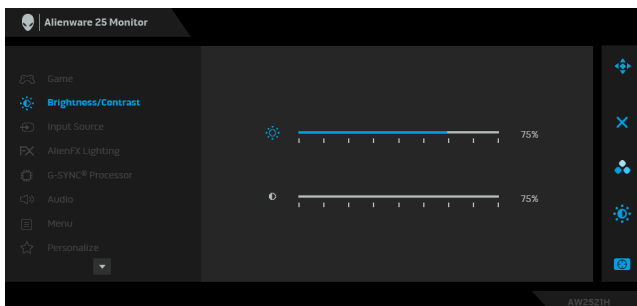 Alienware 25 Monitor
Game
Brightness/Contrast
Input Source
AlienFX Lighting
G-SYNC® Processor
Audio
Menu
Personalize
75%
75%
AW2521H